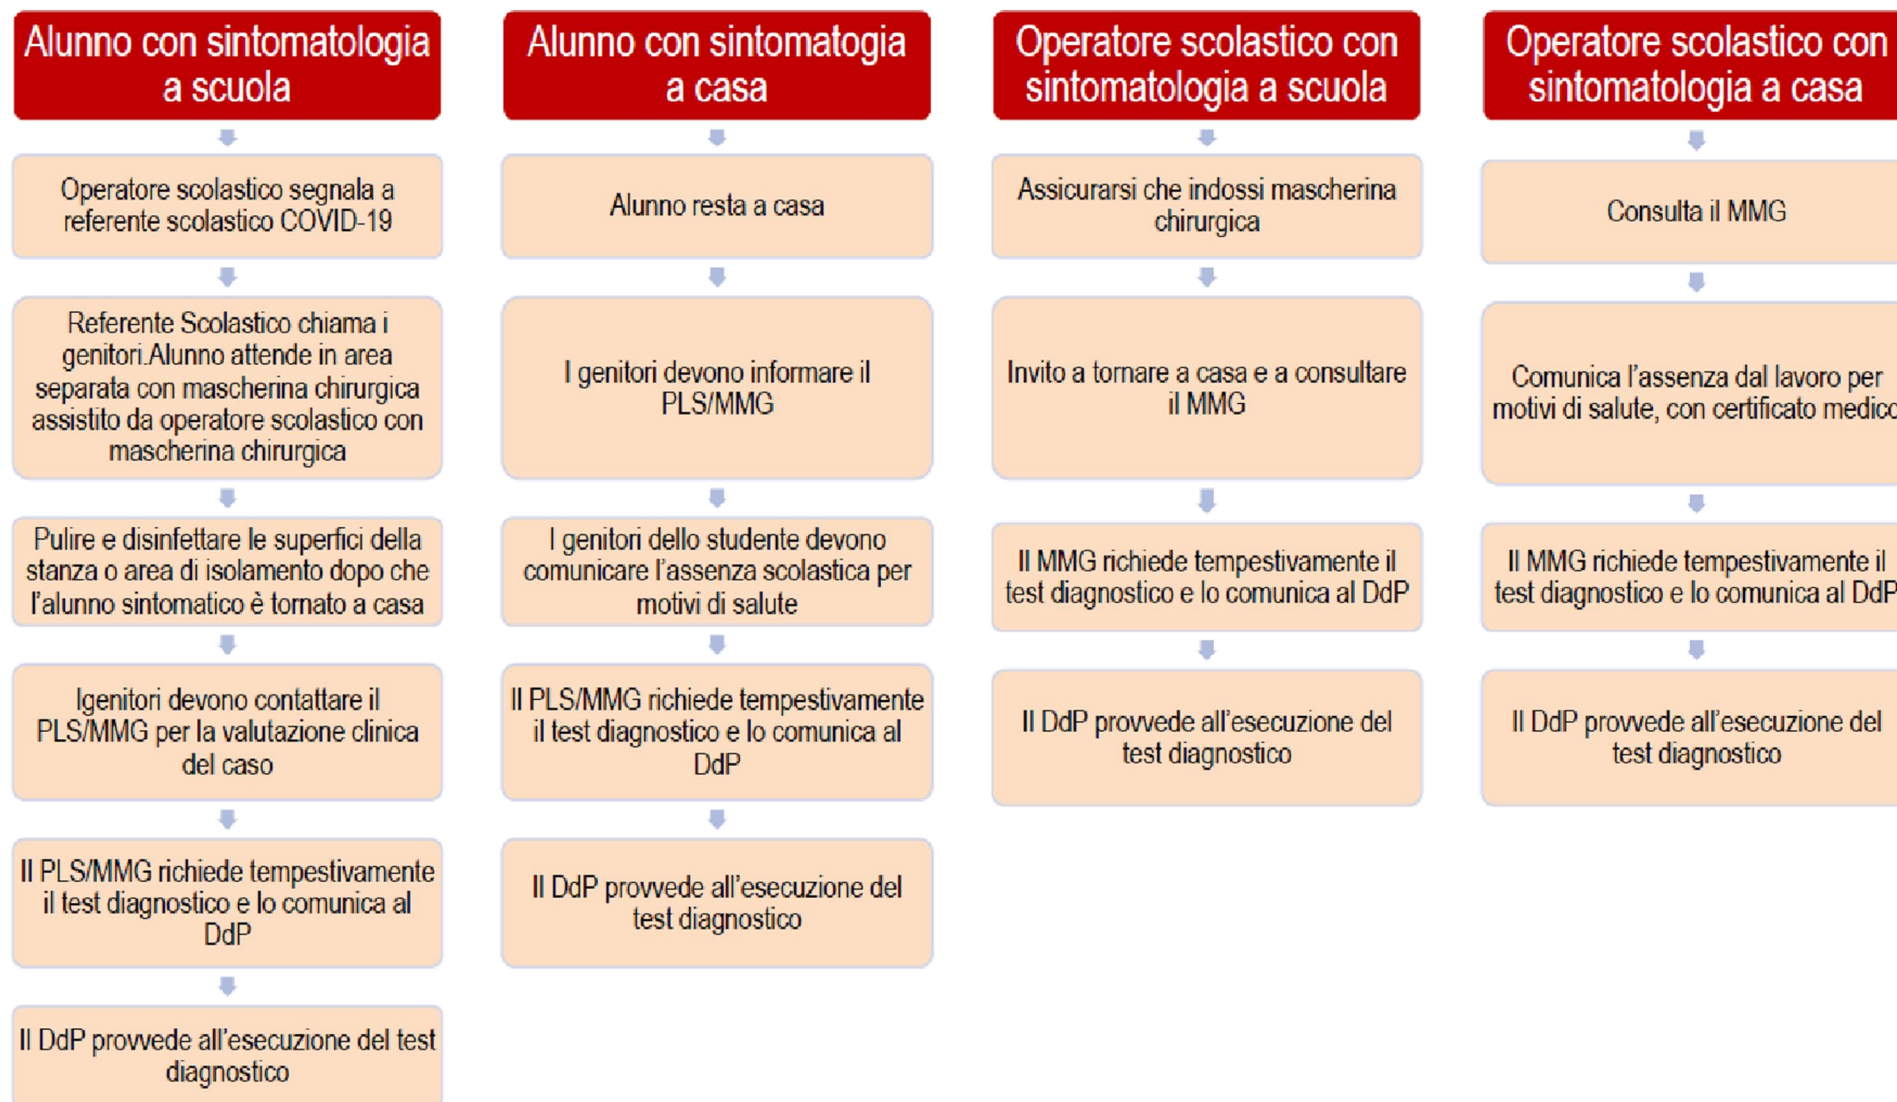 Alunno con sintomatologia
a scuola
Operatore scolastico segnala a
referente scolastico COVID-19
Referente Scolastico chiama i
genitori.Alunno attende in area
separata con mascherina chirurgica
assistito da operatore scolastico con
mascherina chirurgica
Pulire e disinfettare le superfici della
stanza o area di isolamento dopo che
l'alunno sintomatico è tornato a casa
Igenitori devono contattare il
PLS/MMG per la valutazione clinica
del caso
Il PLS/MMG richiede tempestivamente
il test diagnostico e lo comunica al
DdP
Il DdP provvede all'esecuzione del test
diagnostico
Alunno con sintomatogia
a casa
Alunno resta a casa
I genitori devono informare il
PLS/MMG
I genitori dello studente devono
comunicare l'assenza scolastica per
motivi di salute
Il PLS/MMG richiede tempestivamente
il test diagnostico e lo comunica al
DdP
Il DdP provvede all'esecuzione del
test diagnostico
Operatore scolastico con
sintomatologia a scuola
Assicurarsi che indossi mascherina
chirurgica
Invito a tornare a casa e a consultare
il MMG
Il MMG richiede tempestivamente il
test diagnostico e lo comunica al DdP
Il DdP provvede all'esecuzione del
test diagnostico
Operatore scolastico con
sintomatologia a casa
Consulta il MMG
Comunica l'assenza dal lavoro per
motivi di salute, con certificato medico
Il MMG richiede tempestivamente il
test diagnostico e lo comunica al DdP
Il DdP provvede all'esecuzione del
test diagnostico